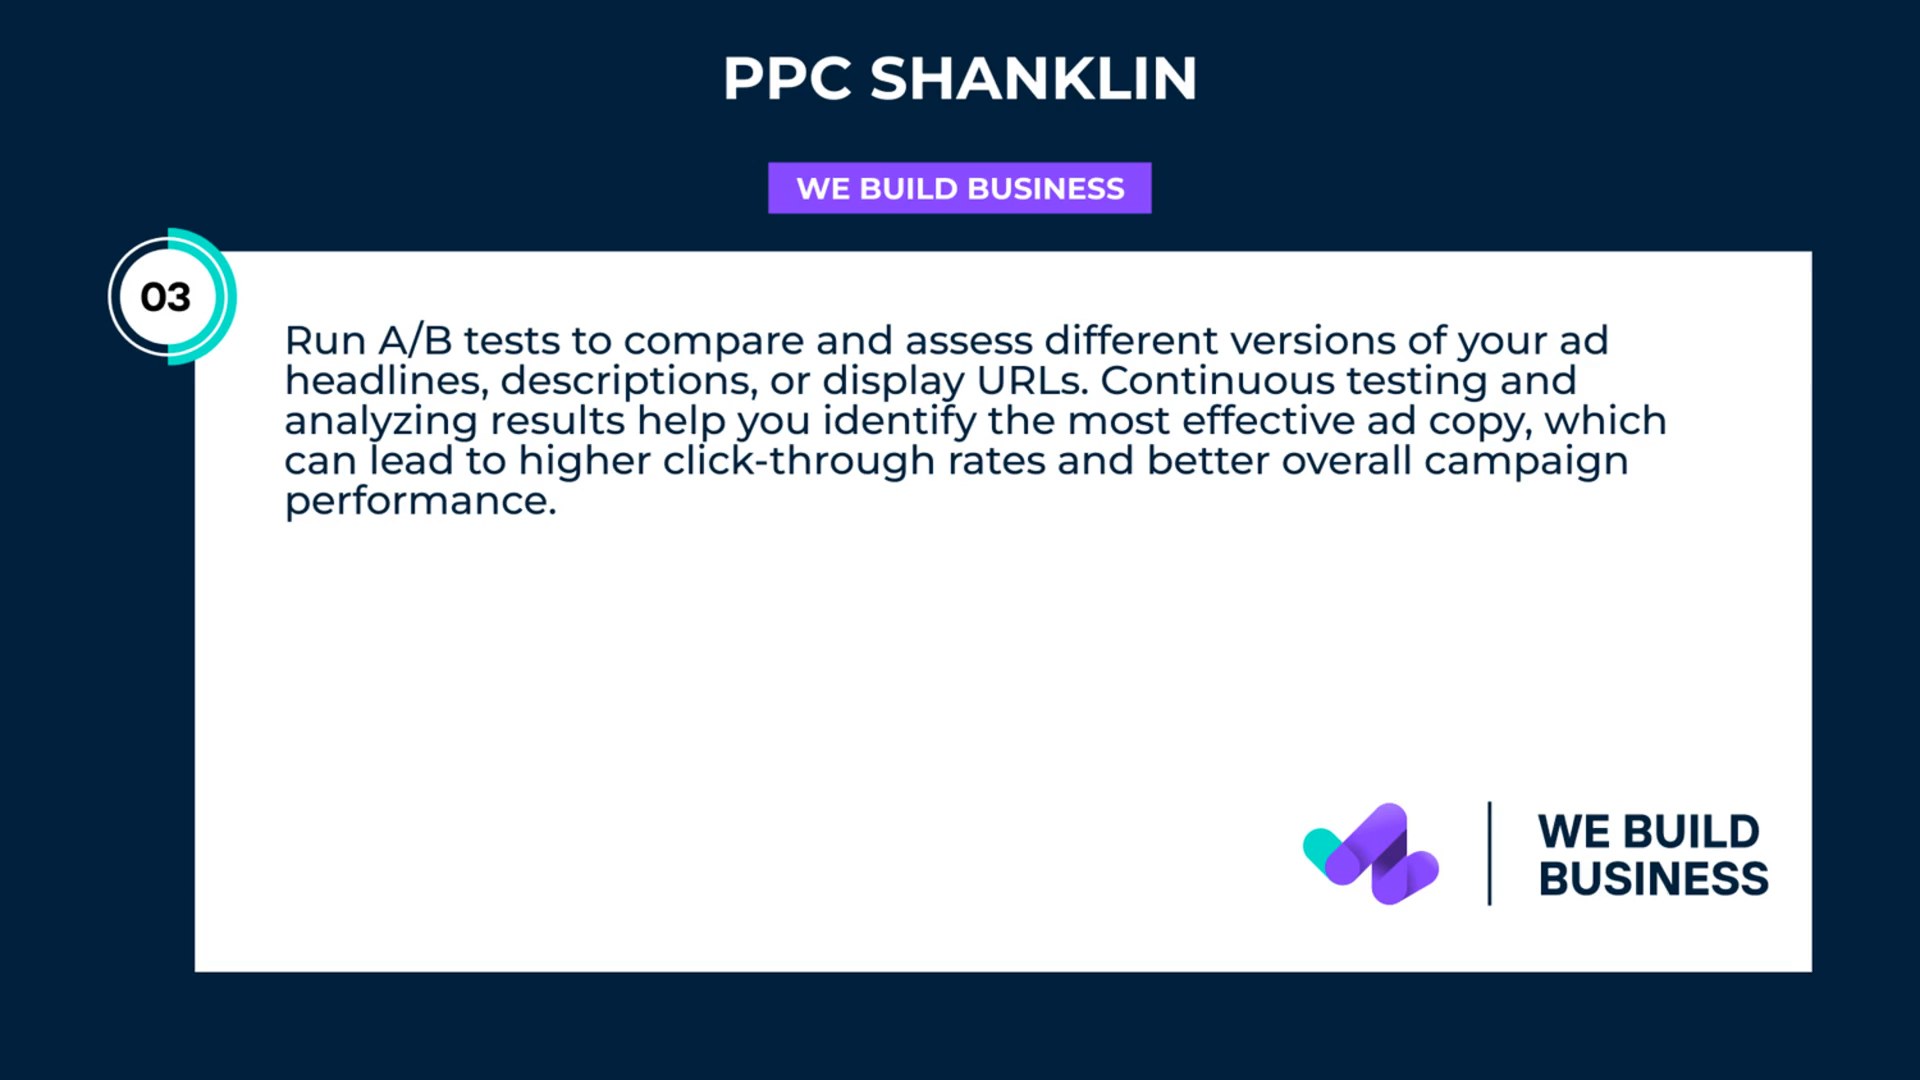 PPC SHANKLIN
WE BUILD BUSINESS
03
Run A/B tests to compare and assess different versions of your ad
headlines, descriptions, or display URLs. Continuous testing and
analyzing results help you identify the most effective ad copy, which
can lead to higher click-through rates and better overall campaign
performance.
WE BUILD
BUSINESS